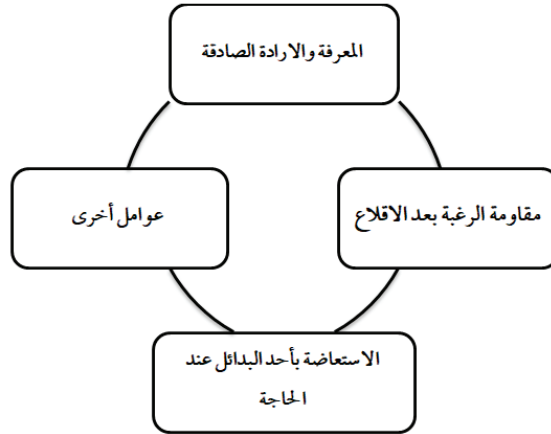 المعرفة والارادة الصادقة
مقاومة الرغبة بعد الاقلاع
عوامل أخرى
الاستعاضة بأحد البدائل عند
الحاجة